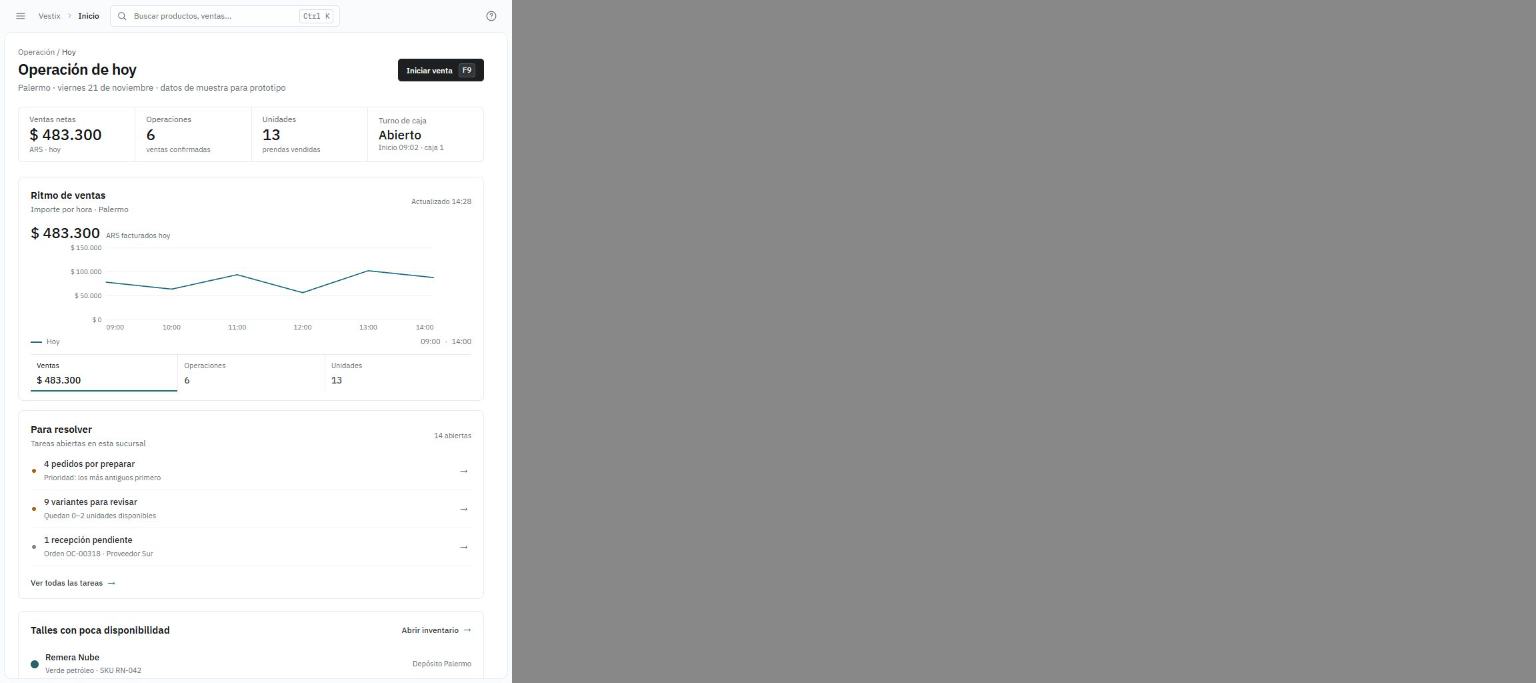 Vestix > Inicio
Buscar productos, ventas... Ctrl K
Operación / Hoy
Operación de hoy
Iniciar venta F9
Palermo · viernes 21 de noviembre · datos de muestra para prototipo
Ventas netas
$ 483.300
ARS · hoy
Operaciones
6
ventas confirmadas
Unidades
13
prendas vendidas
Turno de caja
Abierto
Inicio 09:02 · caja 1
Ritmo de ventas
Importe por hora · Palermo
Actualizado 14:28
$ 483.300 ARS facturados hoy
$ 150.000
$ 100.000
$ 50.000
$ 0
09:00 10:00 11:00 12:00 13:00 14:00
Hoy
09:00 · 14:00
Ventas
$ 483.300
Operaciones
6
Unidades
13
Para resolver
Tareas abiertas en esta sucursal
14 abiertas
4 pedidos por preparar
Prioridad: los más antiguos primero
→
9 variantes para revisar
Quedan 0–2 unidades disponibles
→
1 recepción pendiente
Orden OC-00318 · Proveedor Sur
→
Ver todas las tareas →
Talles con poca disponibilidad
Abrir inventario →
Remera Nube
Verde petróleo · SKU RN-042
Depósito Palermo